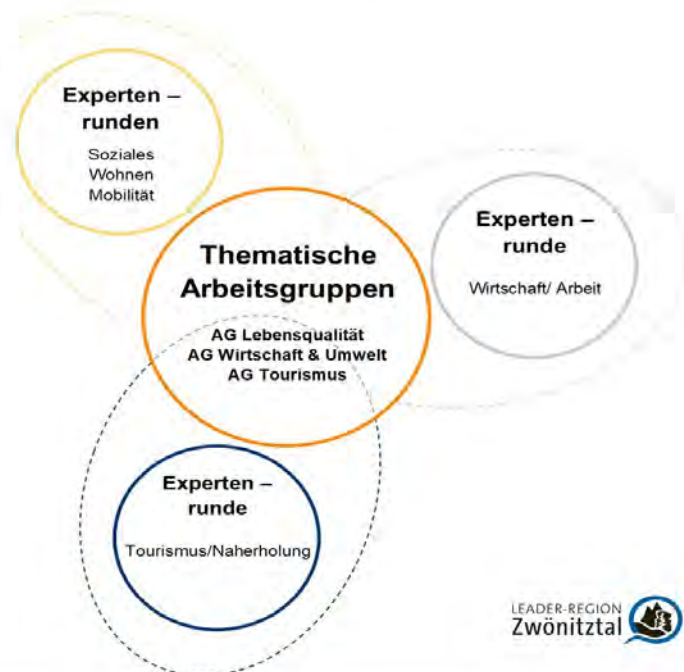 Experten –
runden
Soziales
Wohnen
Mobilität
Experten –
runde
Wirtschaft/ Arbeit
Thematische
Arbeitsgruppen
AG Lebensqualität
AG Wirtschaft & Umwelt
AG Tourismus
Experten –
runde
Tourismus/Naherholung
LEADER-REGION
Zwönitztal